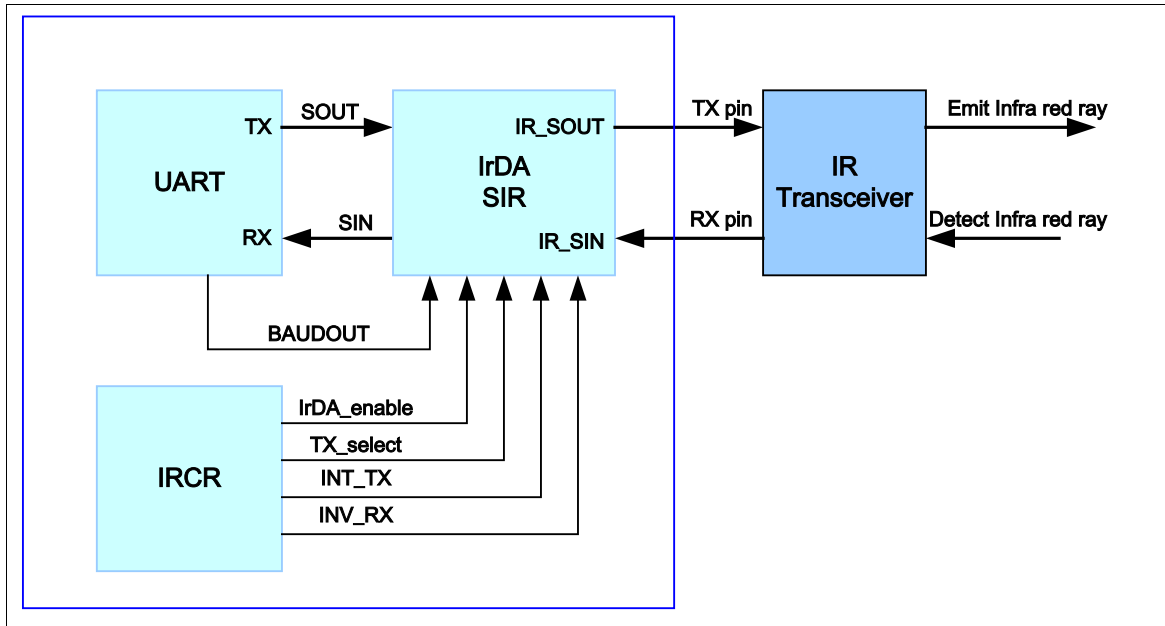 SOUT
TX pin
Emit Infra red ray
TX
IR_SOUT
UART
IrDA
SIR
IR
Transceiver
SIN
RX pin
Detect Infra red ray
RX
IR_SIN
BAUDOUT
IrDA_enable
TX_select
IRCR
INT_TX
INV_RX